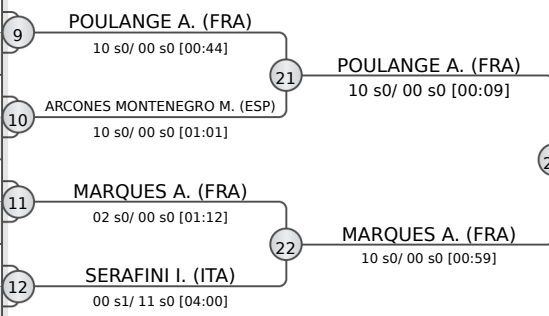 9
POULANGE A. (FRA)
10 s0/ 00 s0 [00:44]
21
POULANGE A. (FRA)
10 s0/ 00 s0 [00:09]
10
ARCONES MONTENEGRO M. (ESP)
10 s0/ 00 s0 [01:01]
11
MARQUES A. (FRA)
02 s0/ 00 s0 [01:12]
22
MARQUES A. (FRA)
10 s0/ 00 s0 [00:59]
12
SERAFINI I. (ITA)
00 s1/ 11 s0 [04:00]